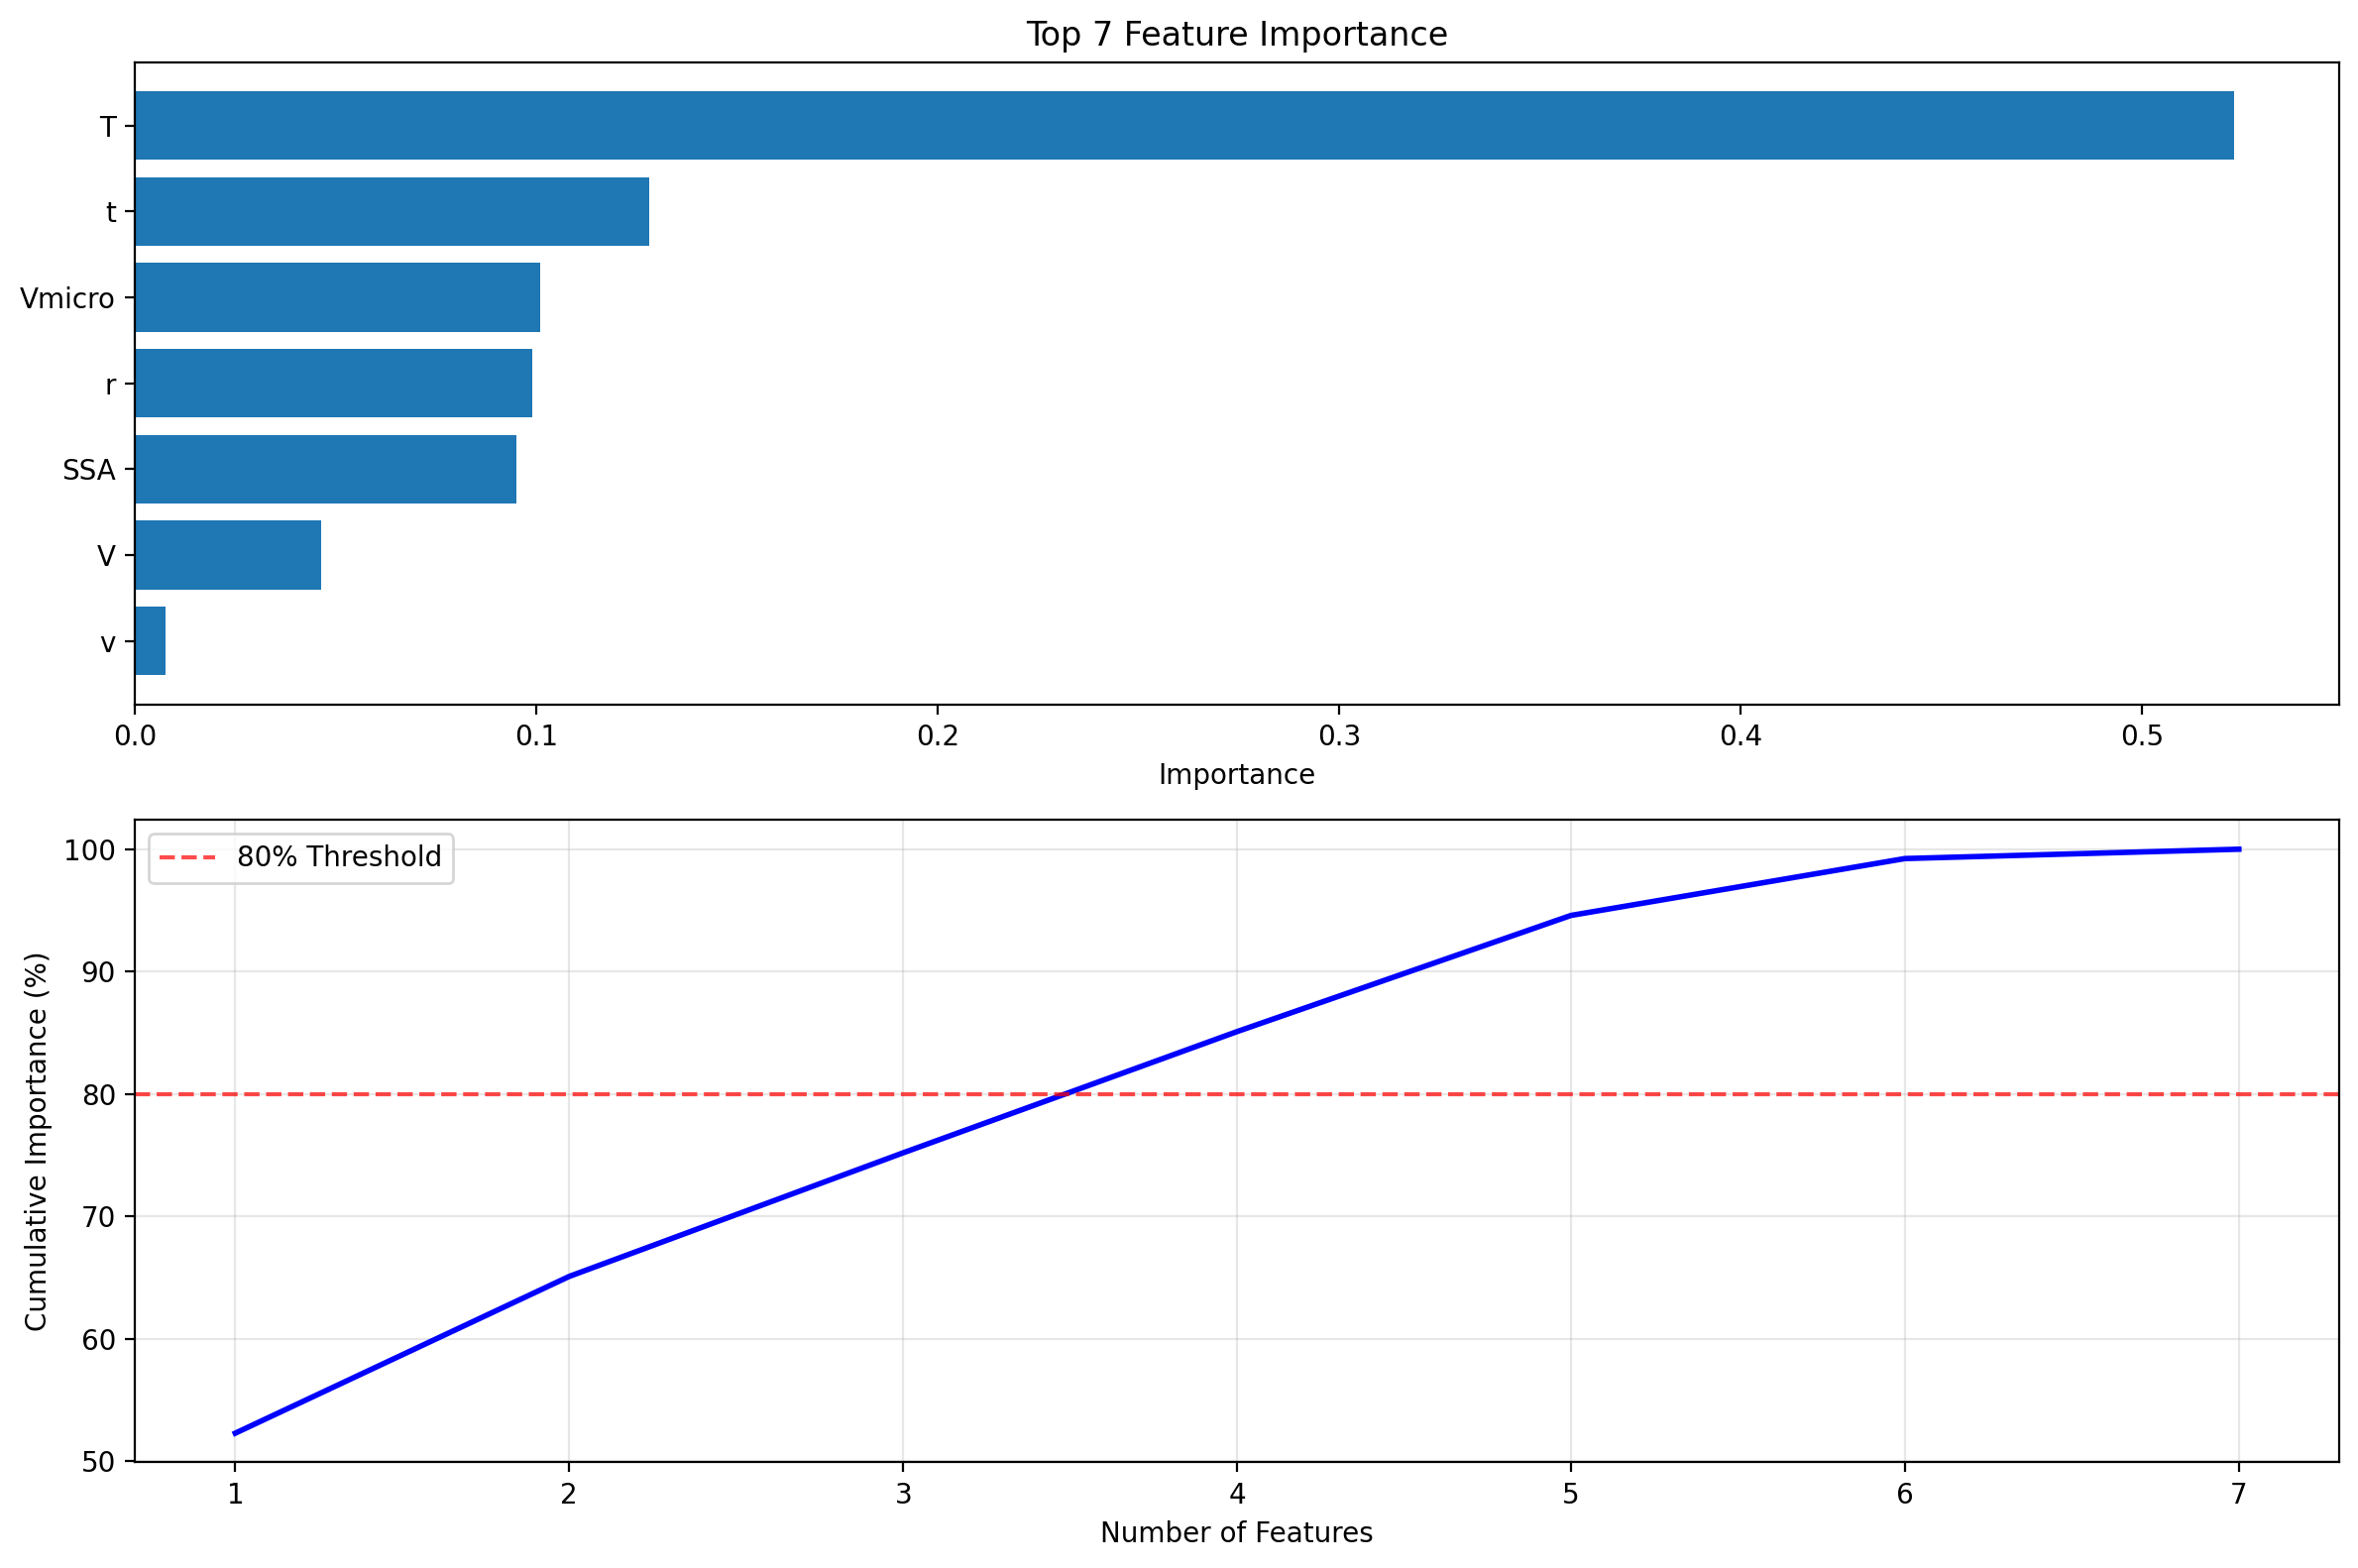 Top 7 Feature Importance
T
t
Vmicro
r
SSA
V
v
0.0 0.1 0.2 0.3 0.4 0.5
Importance
80% Threshold
100
90
80
70
60
50
Cumulative Importance (%)
1 2 3 4 5 6 7
Number of Features